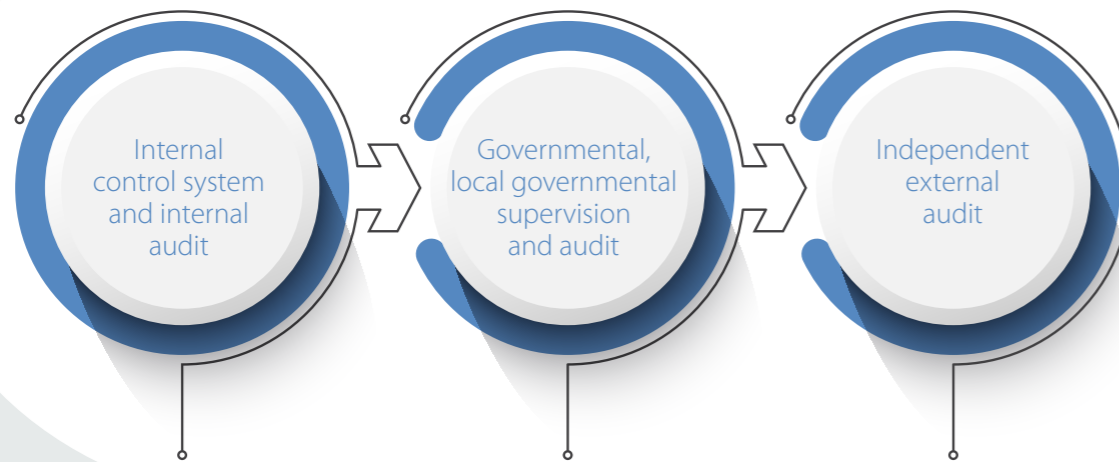 Internal
control system
and internal
audit
Governmental,
local governmental
supervision
and audit
Independent
external
audit